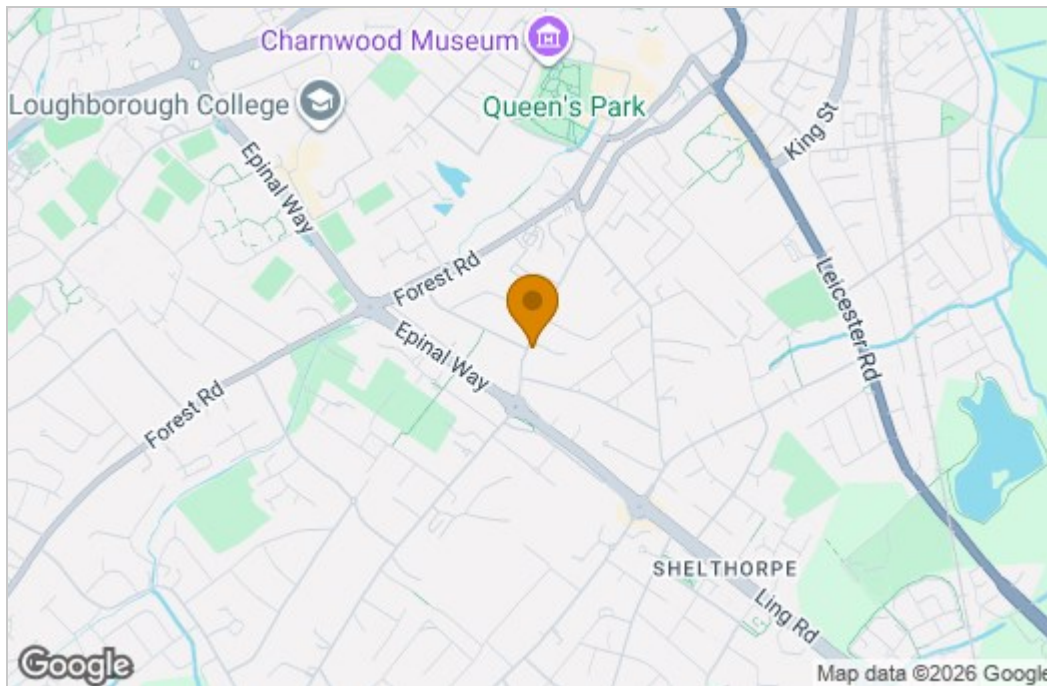 Charnwood Museum
Loughborough College
Queen's Park
King St
Epinal Way
Forest Rd
Leicester Rd
Epinal Way
Forest Rd
SHELTHORPE
Ling Rd
Google
Map data ©2026 Google